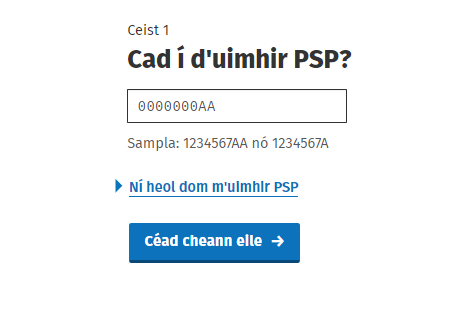 Ceist 1
Cad í d'uimhir PSP?
0000000AA
Sampla: 1234567AA nó 1234567A
Ní heol dom m'uimhir PSP
Céad cheann eile →